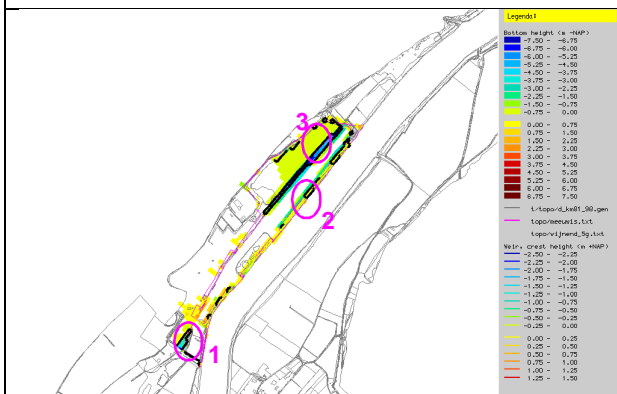 3
2
1
Legenda:
Bottom height (m -NAP)
-7.50 - -6.75
-6.75 - -6.00
-6.00 - -5.25
-5.25 - -4.50
-4.50 - -3.75
-3.75 - -3.00
-3.00 - -2.25
-2.25 - -1.50
-1.50 - -0.75
-0.75 - 0.00
0.00 - 0.75
0.75 - 1.50
1.50 - 2.25
2.25 - 3.00
3.00 - 3.75
3.75 - 4.50
4.50 - 5.25
5.25 - 6.00
6.00 - 6.75
6.75 - 7.50
t/topo/d_km81_98.gen
topo/meeuwis.txt
topo/vijnend_5g.txt
Weir, crest height (m +NAP)
-2.50 - -2.25
-2.25 - -2.00
-2.00 - -1.75
-1.75 - -1.50
-1.50 - -1.25
-1.25 - -1.00
-1.00 - -0.75
-0.75 - -0.50
-0.50 - -0.25
-0.25 - 0.00
0.00 - 0.25
0.25 - 0.50
0.50 - 0.75
0.75 - 1.00
1.00 - 1.25
1.25 - 1.50